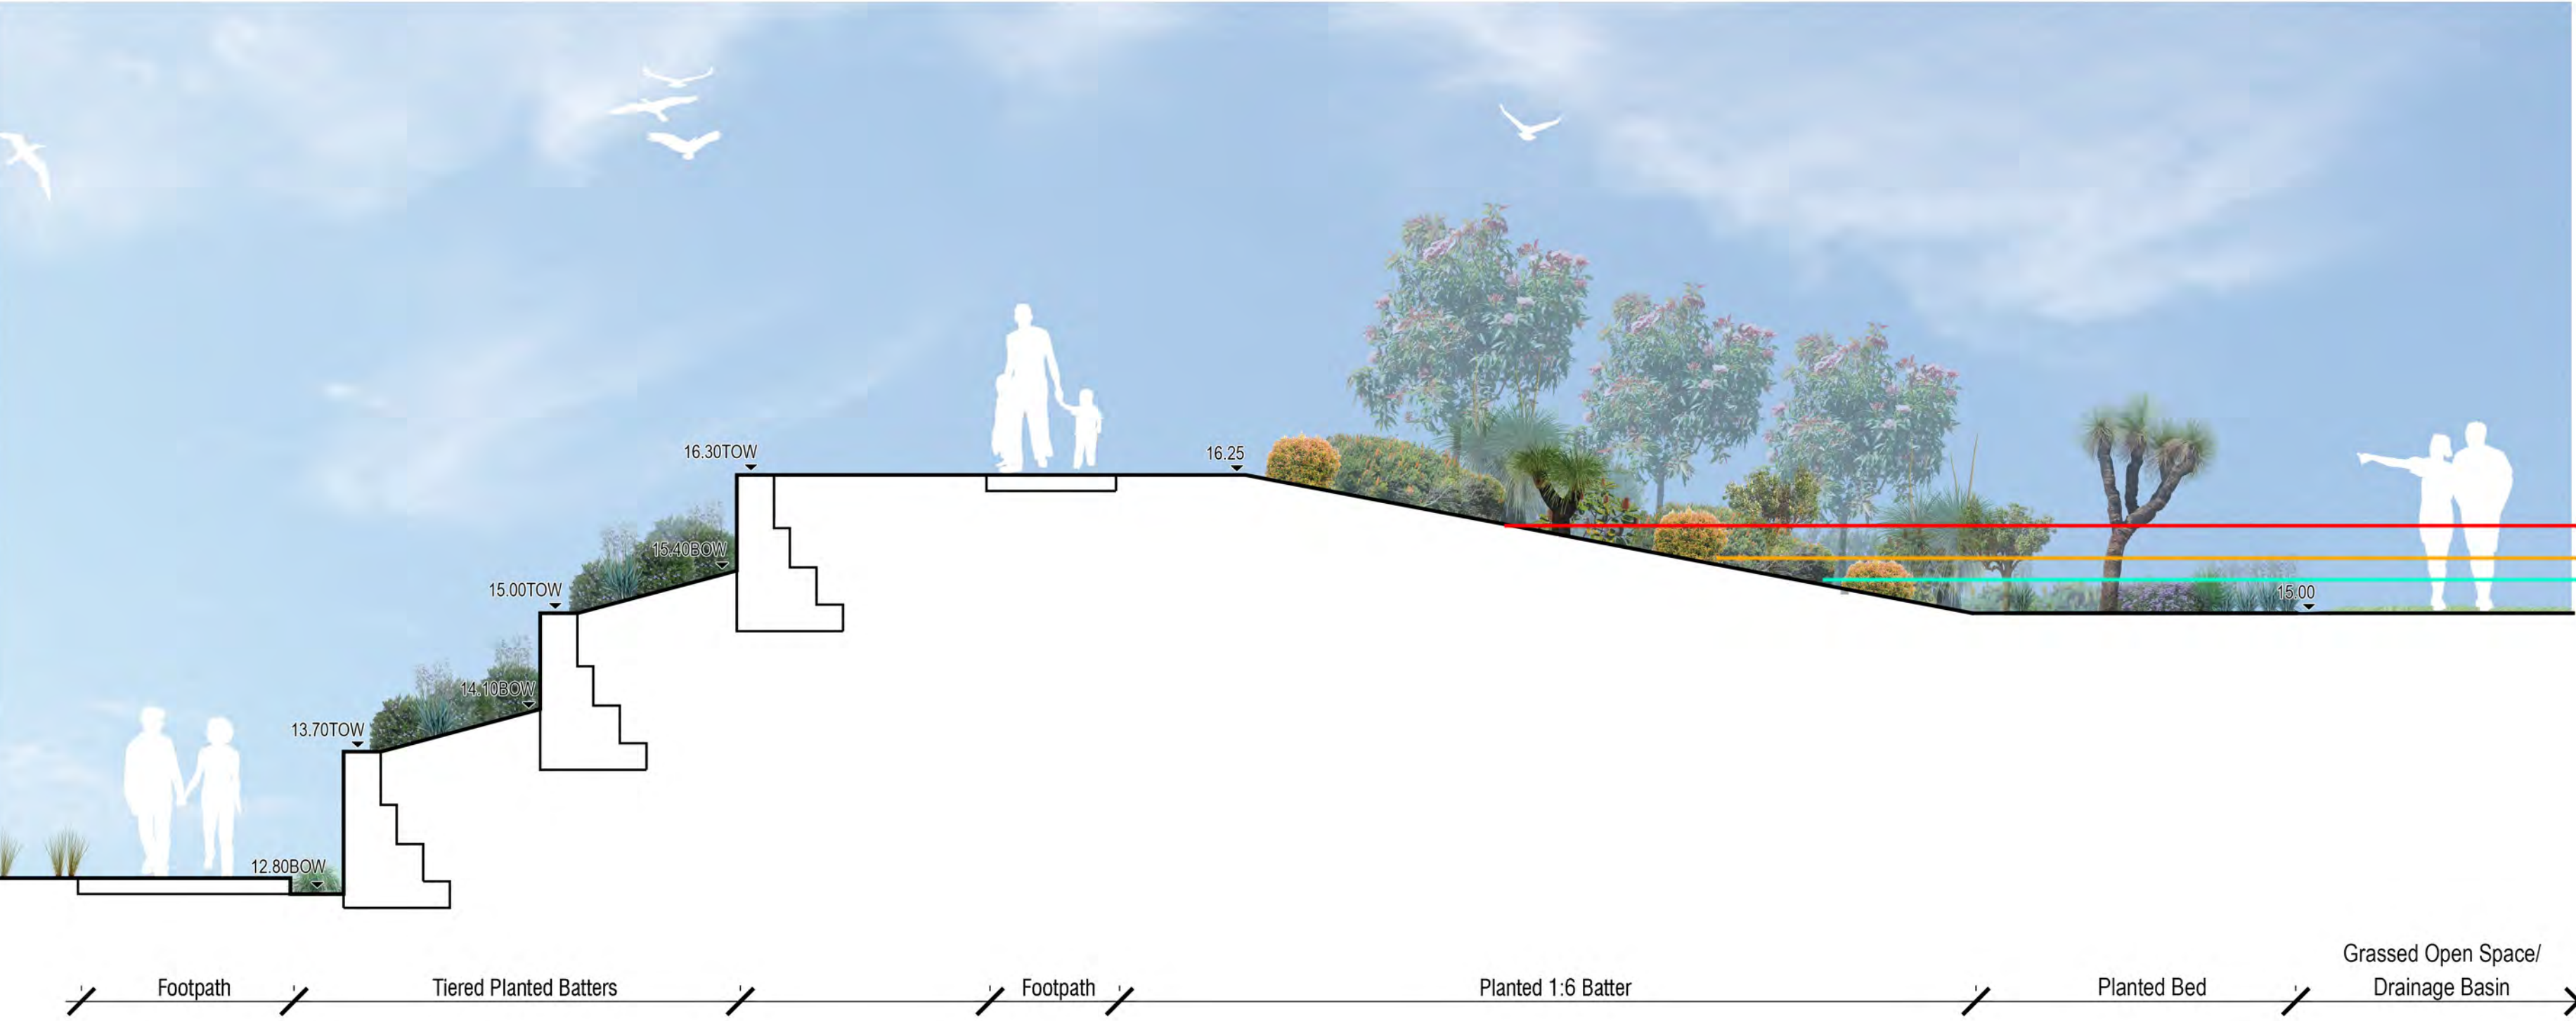 16.30TOW
16.25
15.40BOW
15.00TOW
15.00
14.10BOW
13.70TOW
12.80BOW
Footpath
Tiered Planted Batters
Footpath
Planted 1:6 Batter
Planted Bed
Grassed Open Space/
Drainage Basin